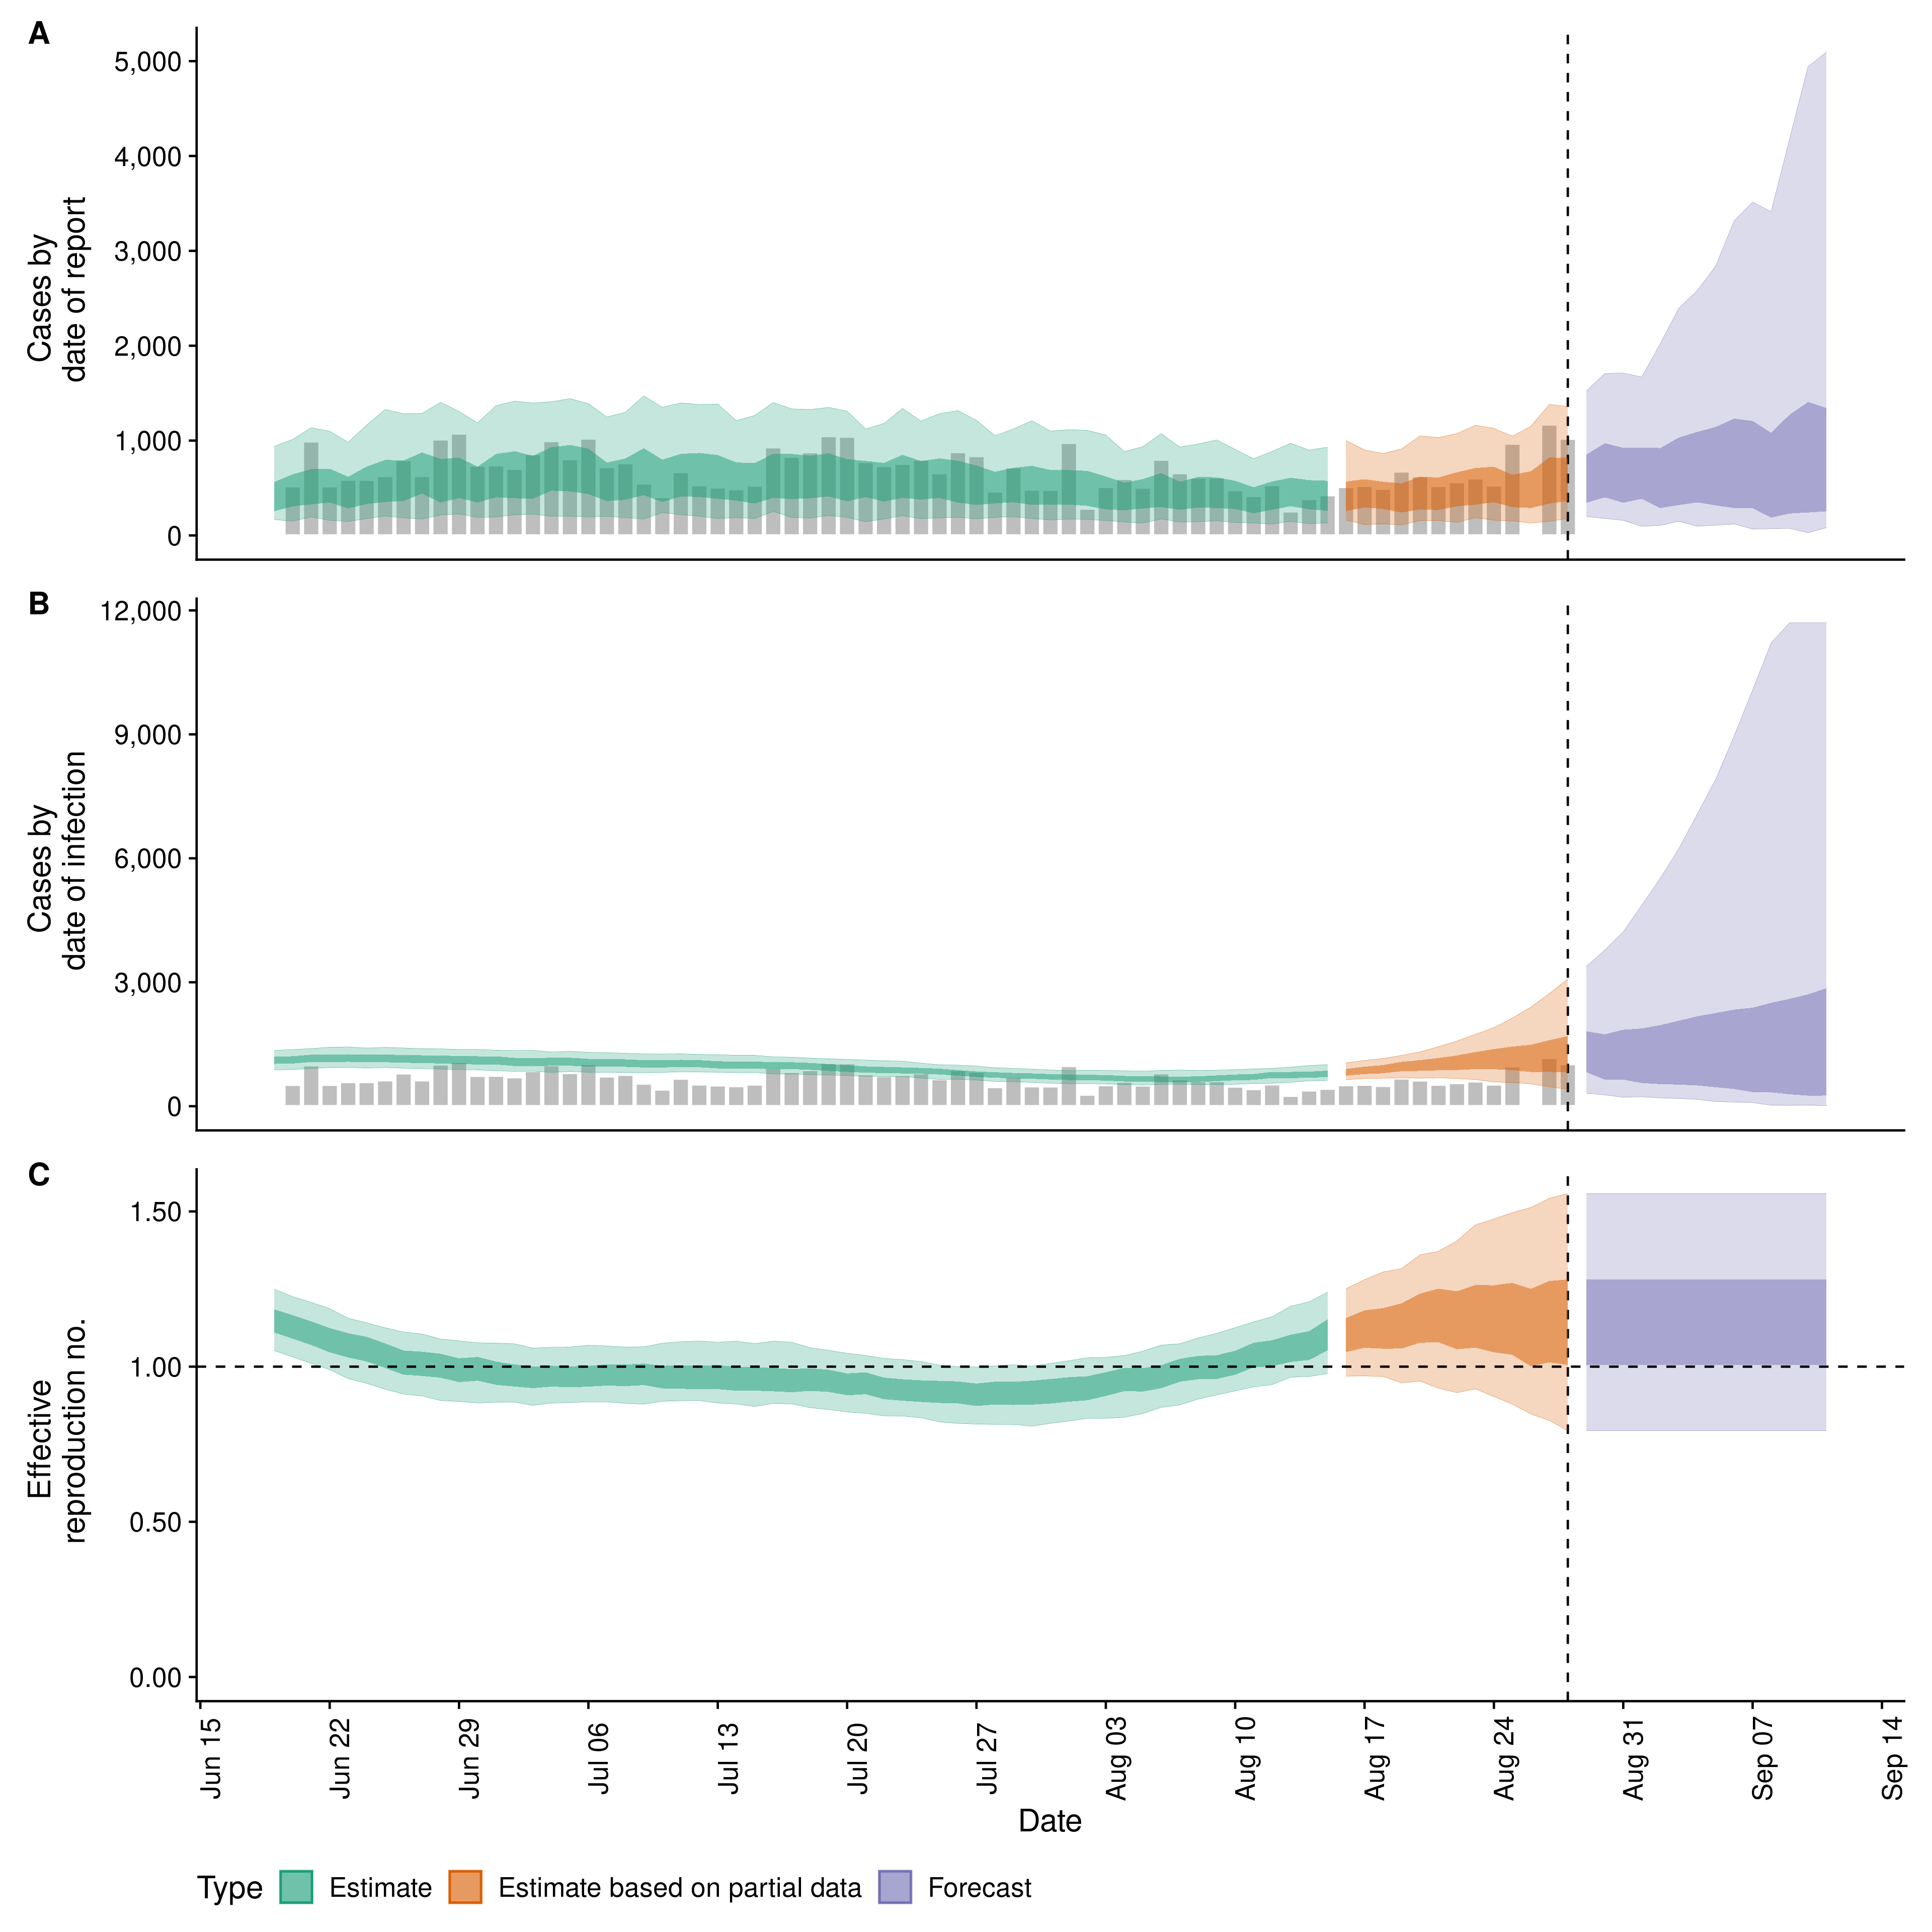 A
5,000
4,000
3,000
2,000
1,000
0
Cases by
date of report
B
12,000
9,000
6,000
3,000
0
Cases by
date of infection
C
1.50
1.00
0.50
0.00
Effective
reproduction no.
Jun 15
Jun 22
Jun 29
Jul 06
Jul 13
Jul 20
Jul 27
Aug 03
Aug 10
Aug 17
Aug 24
Aug 31
Sep 07
Sep 14
Date
Type Estimate Estimate based on partial data Forecast